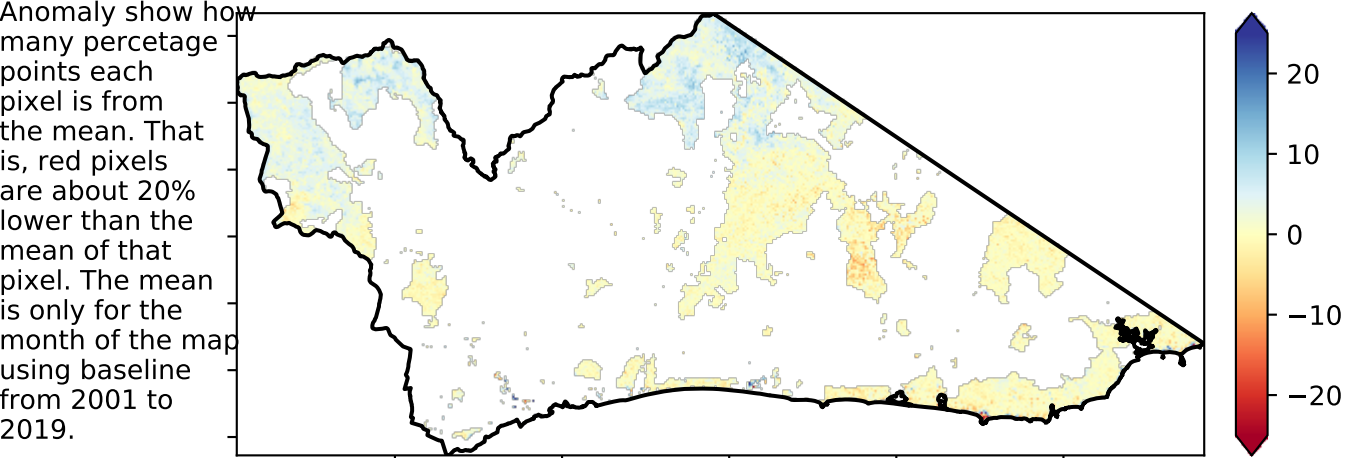 Anomaly show how
many percetage
points each
pixel is from
the mean. That
is, red pixels
are about 20%
lower than the
mean of that
pixel. The mean
is only for the
month of the map
using baseline
from 2001 to
2019.
20
10
0
−10
−20